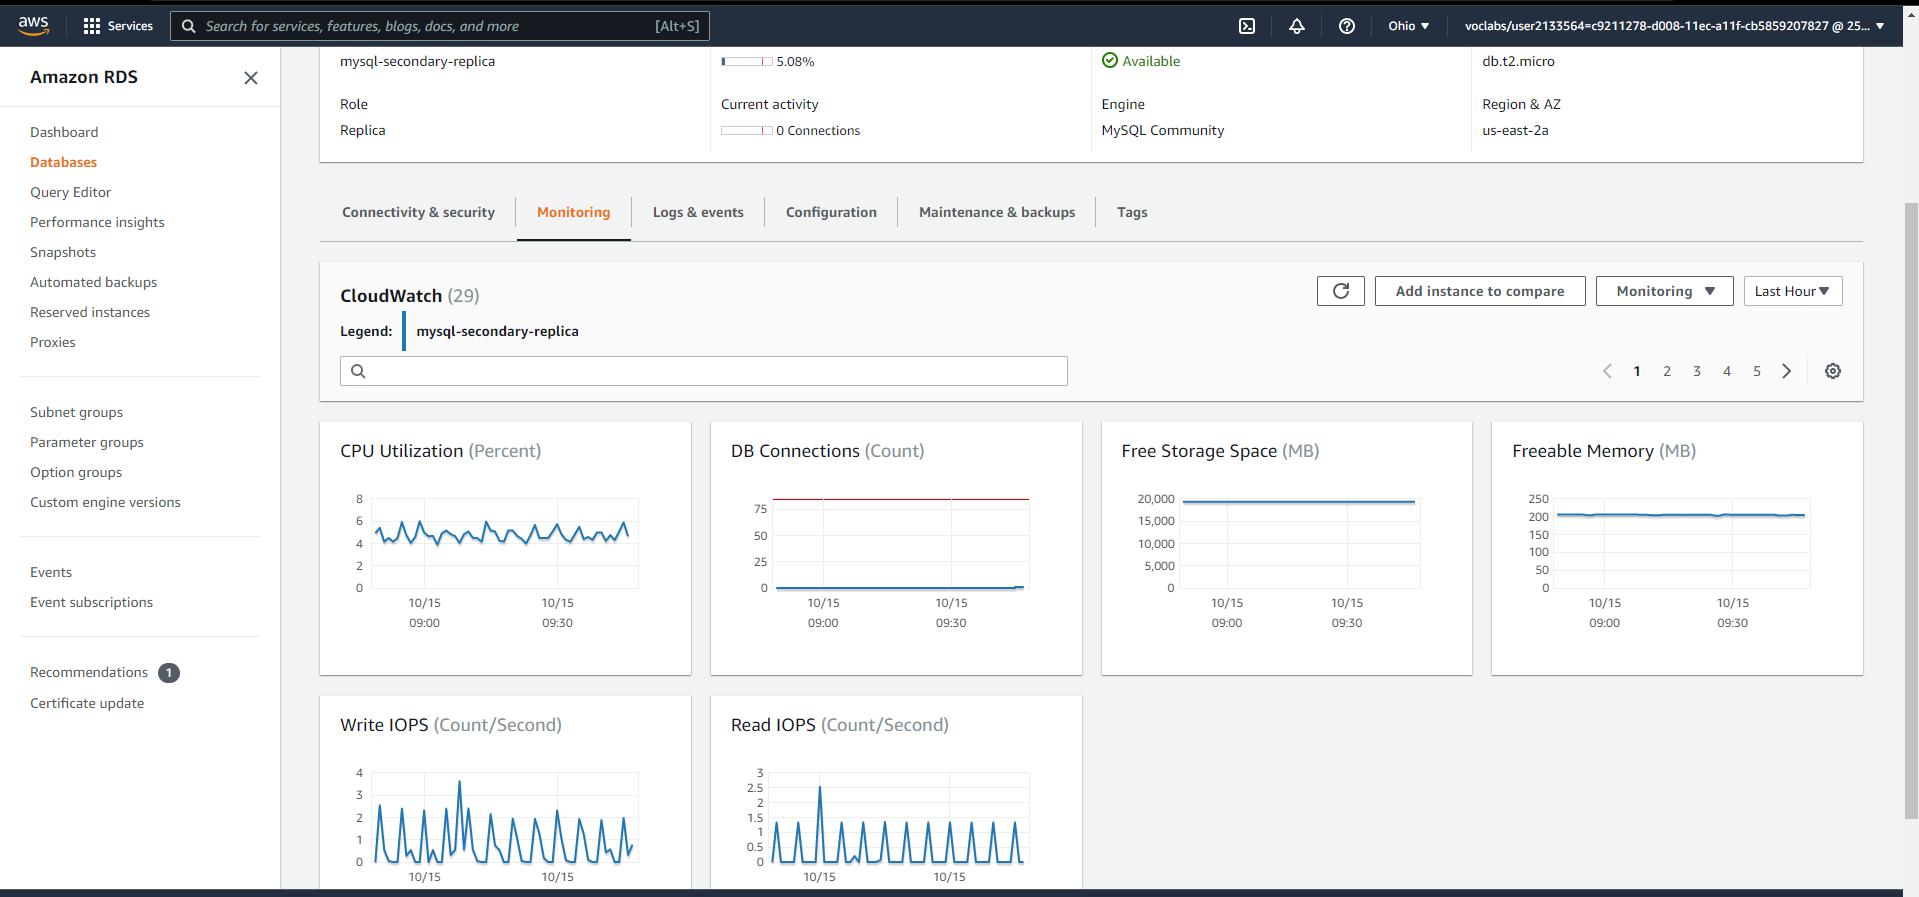 aws
Services
Search for services, features, blogs, docs, and more [Alt+S]
Ohio ▼
voclabs/user2133564=c9211278-d008-11ec-a11f-cb5859207827 @ 25... ▼
Amazon RDS
Dashboard
Databases
Query Editor
Performance insights
Snapshots
Automated backups
Reserved instances
Proxies
Subnet groups
Parameter groups
Option groups
Custom engine versions
Events
Event subscriptions
Recommendations 1
Certificate update
mysql-secondary-replica
5.08%
Available
db.t2.micro
Role
Current activity
Engine
Region & AZ
Replica
0 Connections
MySQL Community
us-east-2a
Connectivity & security
Monitoring
Logs & events
Configuration
Maintenance & backups
Tags
CloudWatch (29)
Add instance to compare
Monitoring ▼
Last Hour▼
Legend: mysql-secondary-replica
1 2 3 4 5
CPU Utilization (Percent)
8
6
4
2
0
10/15 10/15
09:00 09:30
DB Connections (Count)
75
50
25
0
10/15 10/15
09:00 09:30
Free Storage Space (MB)
20,000
15,000
10,000
5,000
0
10/15 10/15
09:00 09:30
Freeable Memory (MB)
250
200
150
100
50
0
10/15 10/15
09:00 09:30
Write IOPS (Count/Second)
4
3
2
1
0
10/15 10/15
Read IOPS (Count/Second)
3
2.5
2
1.5
1
0.5
0
10/15 10/15